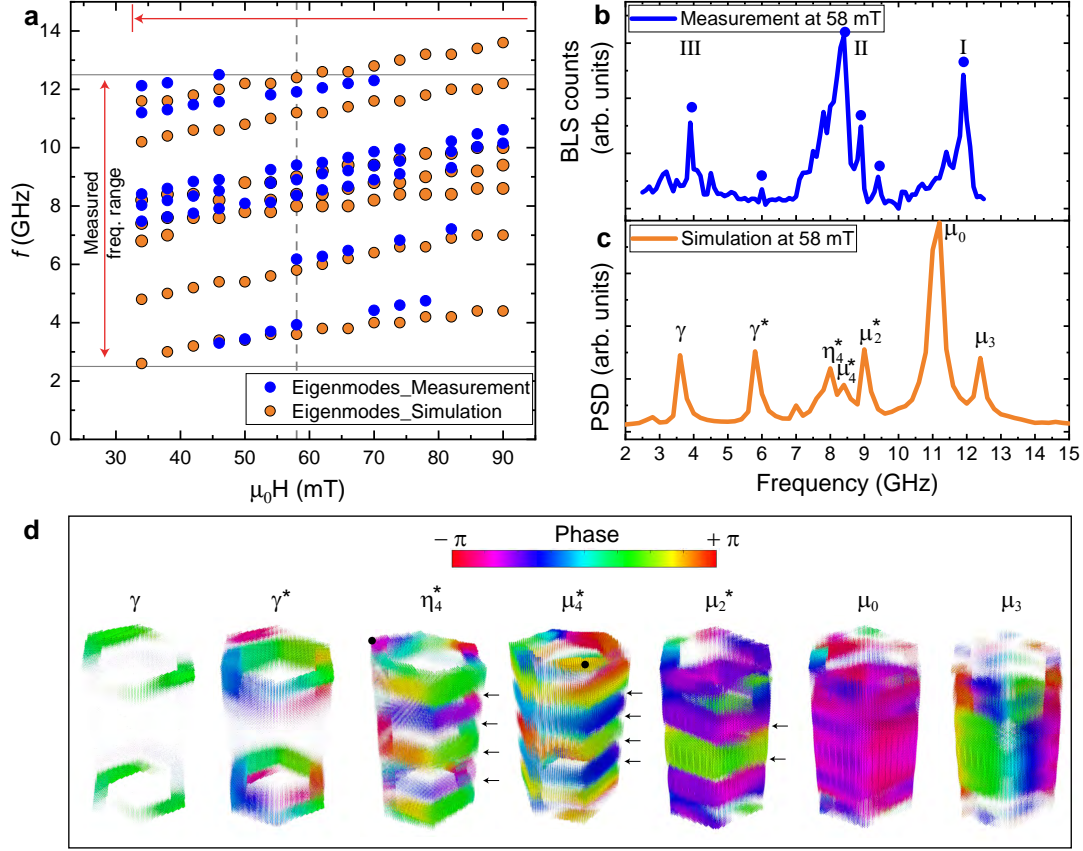 a
14
12
10
8
6
4
2
0
f (GHz)
Measured
freq. range
Eigenmodes_Measurement
Eigenmodes_Simulation
30
40
50
60
70
80
90
μ₀H (mT)
b
Measurement at 58 mT
III
II
I
BLS counts
(arb. units)
c
Simulation at 58 mT
γ
γ*
η₄*
μ₄*
μ₂*
μ₀
μ₃
PSD (arb. units)
2 3 4 5 6 7 8 9 10 11 12 13 14 15
Frequency (GHz)
d
Phase
− π
+ π
γ
γ*
η₄*
μ₄*
μ₂*
μ₀
μ₃